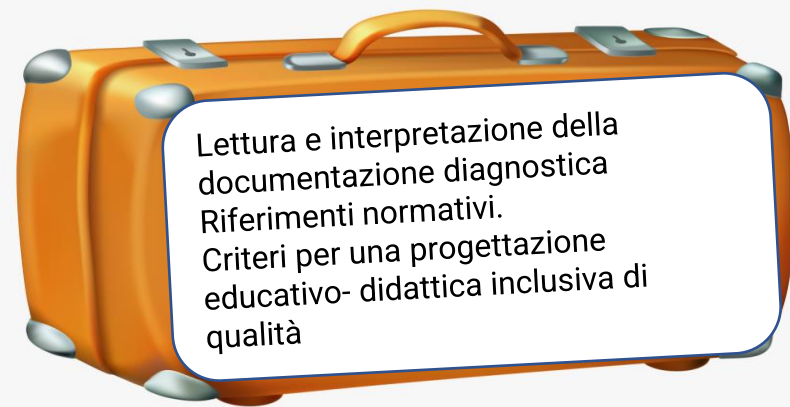 Lettura e interpretazione della
documentazione diagnostica
Riferimenti normativi.
Criteri per una progettazione
educativo- didattica inclusiva di
qualità